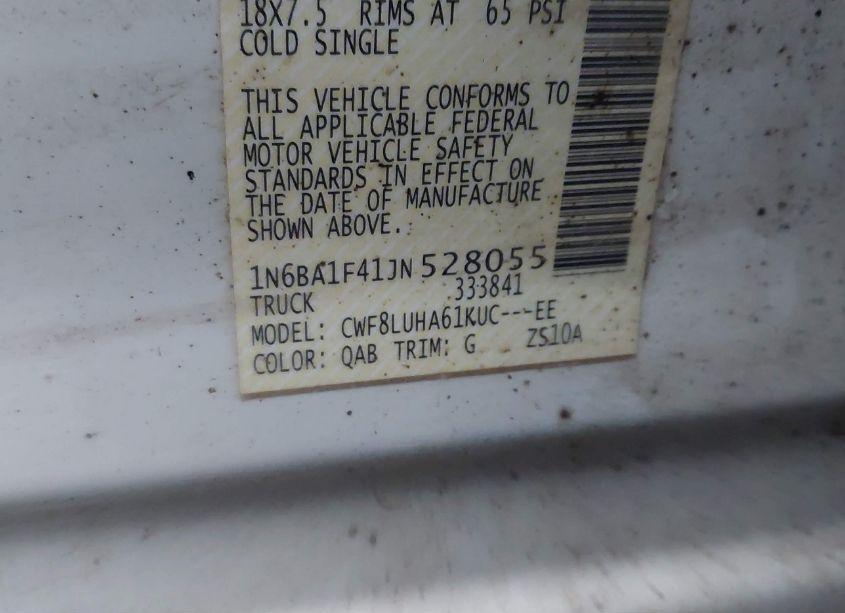 18X7.5 RIMS AT 65 PSI
COLD SINGLE
THIS VEHICLE CONFORMS TO
ALL APPLICABLE FEDERAL
MOTOR VEHICLE SAFETY
STANDARDS IN EFFECT ON
THE DATE OF MANUFACTURE
SHOWN ABOVE.
1N6BA1F41JN528055
TRUCK 333841
MODEL: CWF8LUHA61KUC---EE
COLOR: QAB TRIM: G ZS10A